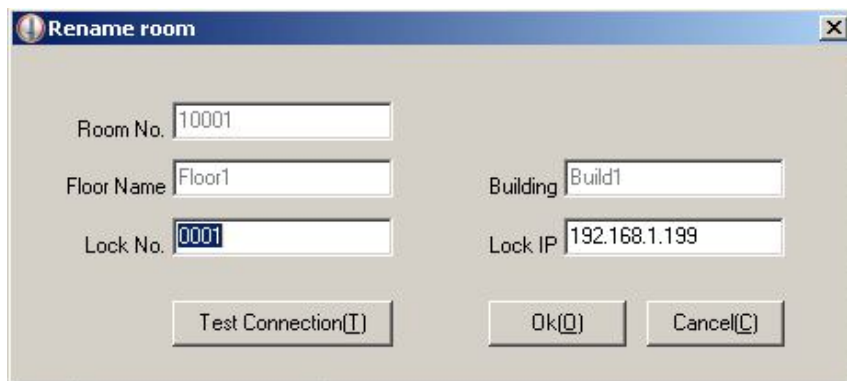 Rename room
Room No. 10001
Floor Name Floor1 Building Build1
Lock No. 0001 Lock IP 192.168.1.199
Test Connection(T) Ok(O) Cancel(C)